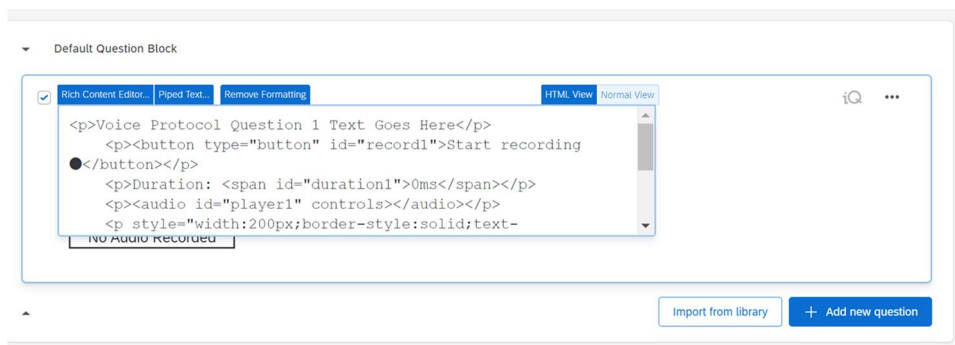 Default Question Block
Rich Content Editor... Piped Text... Remove Formatting HTML View Normal View
iQ
<p>Voice Protocol Question 1 Text Goes Here</p>
<p><button type="button" id="record1">Start recording
●</button></p>
<p>Duration: <span id="duration1">0ms</span></p>
<p><audio id="player1" controls></audio></p>
<p style="width:200px;border-style:solid;text-
No Audio Recorded
Import from library + Add new question